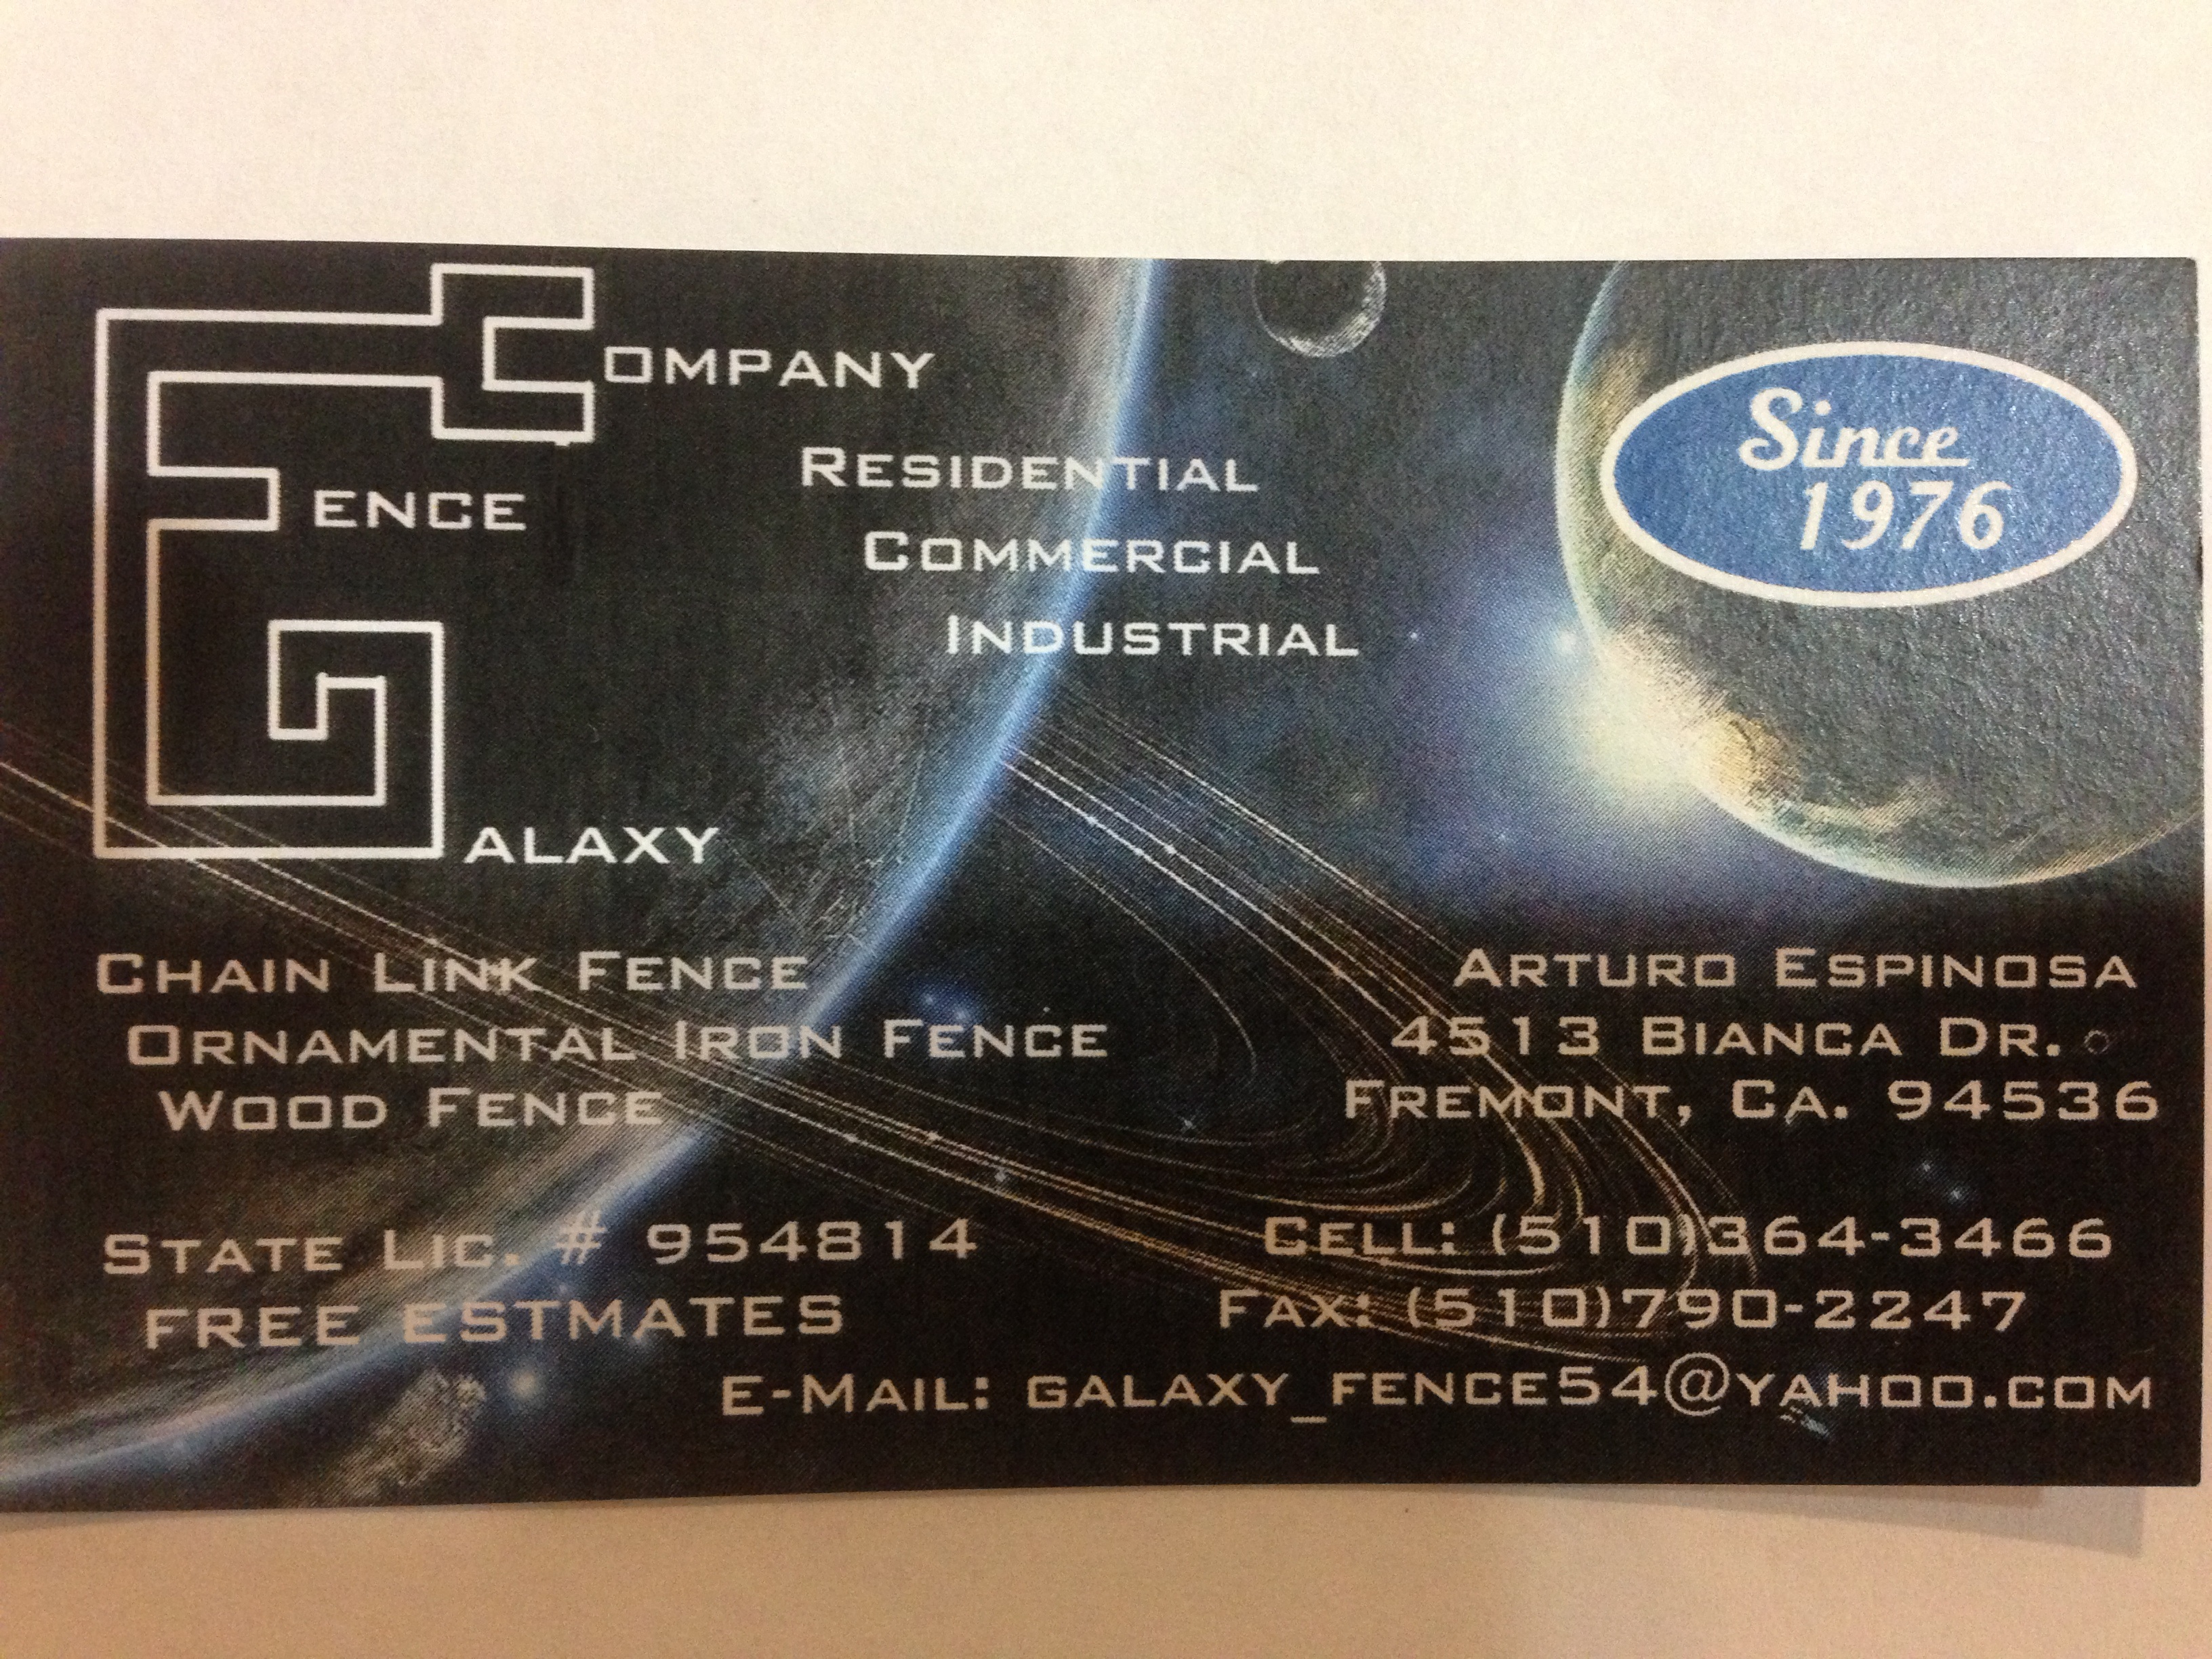 Company
Fence
Galaxy
Residential
Commercial
Industrial
Since
1976
Chain Link Fence
Ornamental Iron Fence
Wood Fence
State Lic. # 954814
FREE ESTMATES
Arturo Espinosa
4513 Bianca Dr.
Fremont, Ca. 94536
Cell: (510)364-3466
Fax: (510)790-2247
E-Mail: galaxy_fence54@yahoo.com